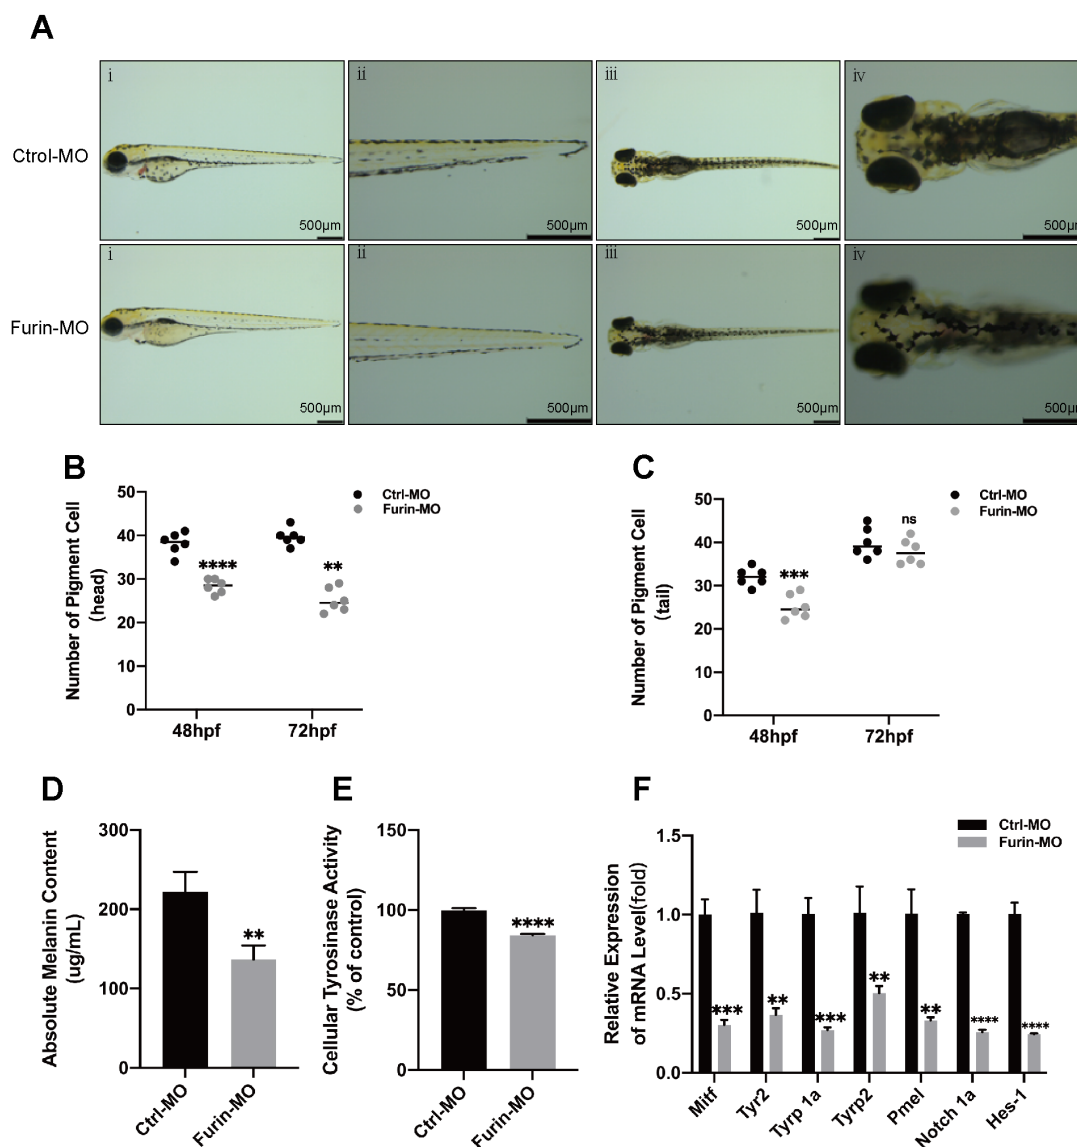 A
i ii iii iv
Ctrol-MO
500μm 500μm 500μm 500μm
i ii iii iv
Furin-MO
500μm 500μm 500μm 500μm
B
Number of Pigment Cell
(head)
50
40
30
20
10
0
**** **
48hpf 72hpf
Ctrl-MO
Furin-MO
C
Number of Pigment Cell
(tail)
50
40
30
20
10
0
*** ns
48hpf 72hpf
Ctrl-MO
Furin-MO
D
Absolute Melanin Content
(ug/mL)
300
200
100
0
**
Ctrl-MO Furin-MO
E
Cellular Tyrosinase Activity
(% of control)
150
100
50
0
****
Ctrl-MO Furin-MO
F
Relative Expression
of mRNA Level(fold)
1.5
1.0
0.5
0.0
*** ** *** ** ** **** ****
Mitf Tyr2 Tyrp 1a Tyrp2 Pmel Notch 1a Hes-1
Ctrl-MO
Furin-MO